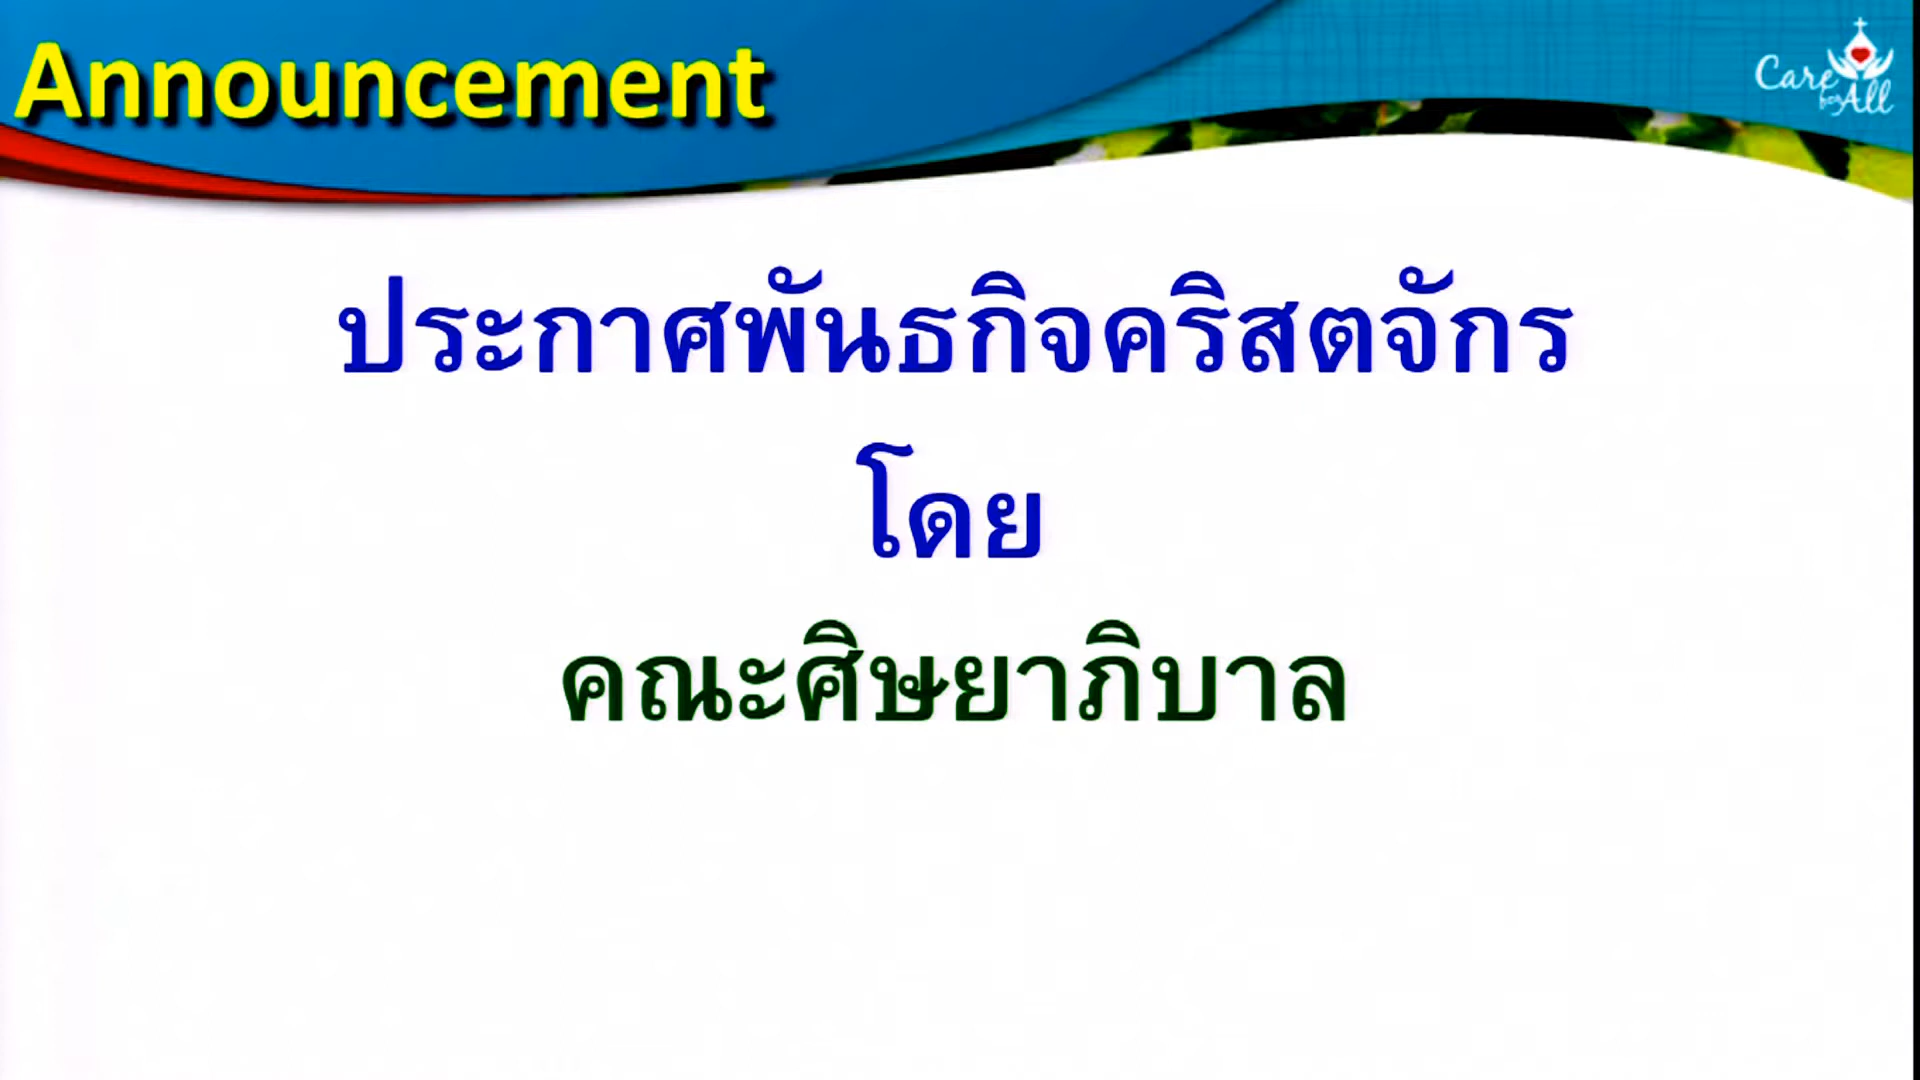 Announcement
Care
for All
ประกาศพันธกิจคริสตจักร
โดย
คณะศิษยาภิบาล